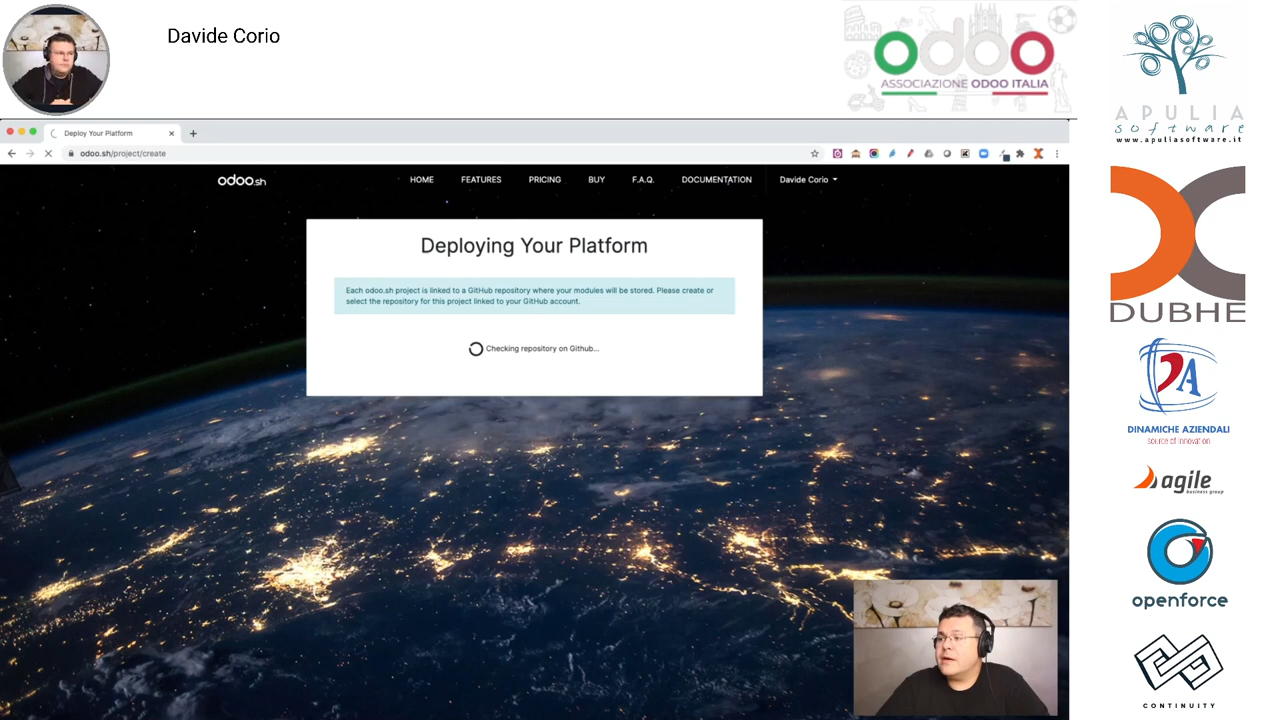 Davide Corio
odoo
ASSOCIAZIONE ODOO ITALIA
APULIA
software
www.apuliasoftware.it
Deploy Your Platform
odoo.sh/project/create
odoo.sh
HOME
FEATURES
PRICING
BUY
F.A.Q.
DOCUMENTATION
Davide Corio
Deploying Your Platform
Each odoo.sh project is linked to a GitHub repository where your modules will be stored. Please create or
select the repository for this project linked to your GitHub account.
Checking repository on Github...
DUBHE
DA
DINAMICHE AZIENDALI
source of innovation
agile
business group
openforce
CONTINUITY